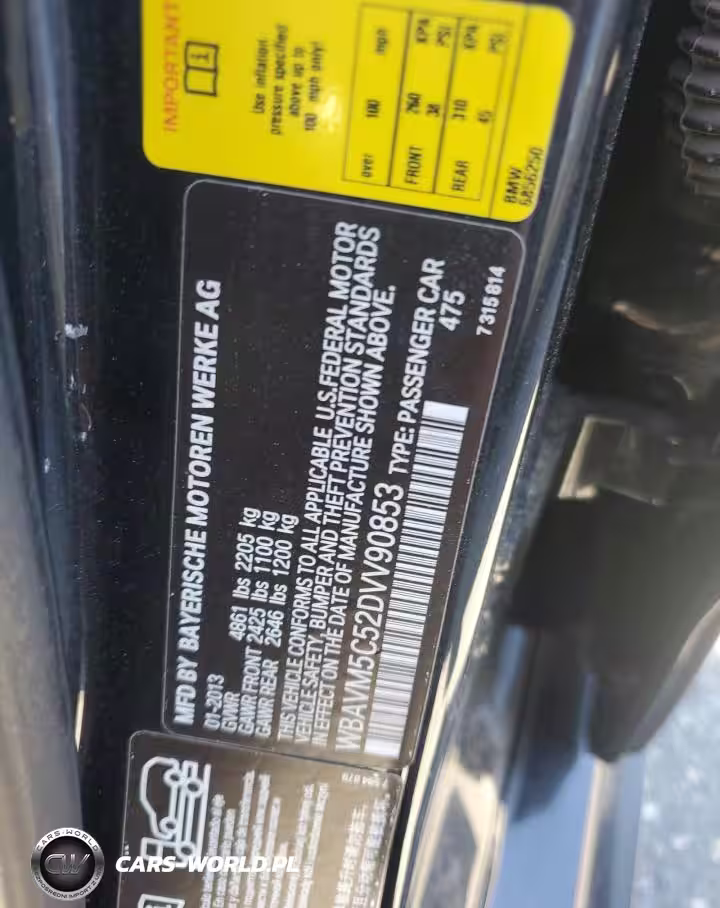 IMPORTANT
Use inflation
pressure specified
above up to
100 mph only!
over 100 mph
FRONT 260 KPA
38 PSI
REAR 310 KPA
45 PSI
BMW
6856250
MFD BY BAYERISCHE MOTOREN WERKE AG
01-2013
GVWR 4861 lbs 2205 kg
GAWR FRONT 2425 lbs 1100 kg
GAWR REAR 2646 lbs 1200 kg
THIS VEHICLE CONFORMS TO ALL APPLICABLE U.S. FEDERAL MOTOR
VEHICLE SAFETY, BUMPER AND THEFT PREVENTION STANDARDS
IN EFFECT ON THE DATE OF MANUFACTURE SHOWN ABOVE.
WBAVM5C52DVV90853 TYPE: PASSENGER CAR
475
7 315 814
CARS-WORLD
CW
CARS-WORLD.PL